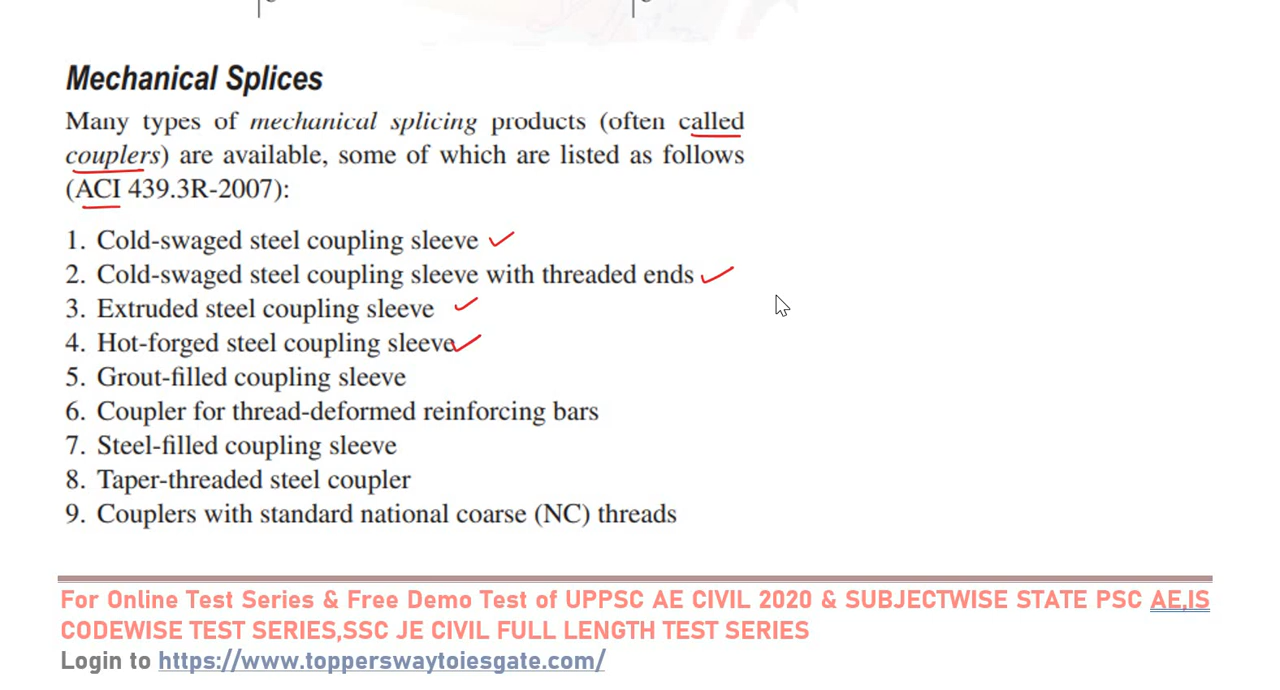 Mechanical Splices
Many types of mechanical splicing products (often called
couplers) are available, some of which are listed as follows
(ACI 439.3R-2007):
1. Cold-swaged steel coupling sleeve
2. Cold-swaged steel coupling sleeve with threaded ends
3. Extruded steel coupling sleeve
4. Hot-forged steel coupling sleeve
5. Grout-filled coupling sleeve
6. Coupler for thread-deformed reinforcing bars
7. Steel-filled coupling sleeve
8. Taper-threaded steel coupler
9. Couplers with standard national coarse (NC) threads
For Online Test Series & Free Demo Test of UPPSC AE CIVIL 2020 & SUBJECTWISE STATE PSC AE,IS
CODEWISE TEST SERIES,SSC JE CIVIL FULL LENGTH TEST SERIES
Login to https://www.topperswaytoiesgate.com/